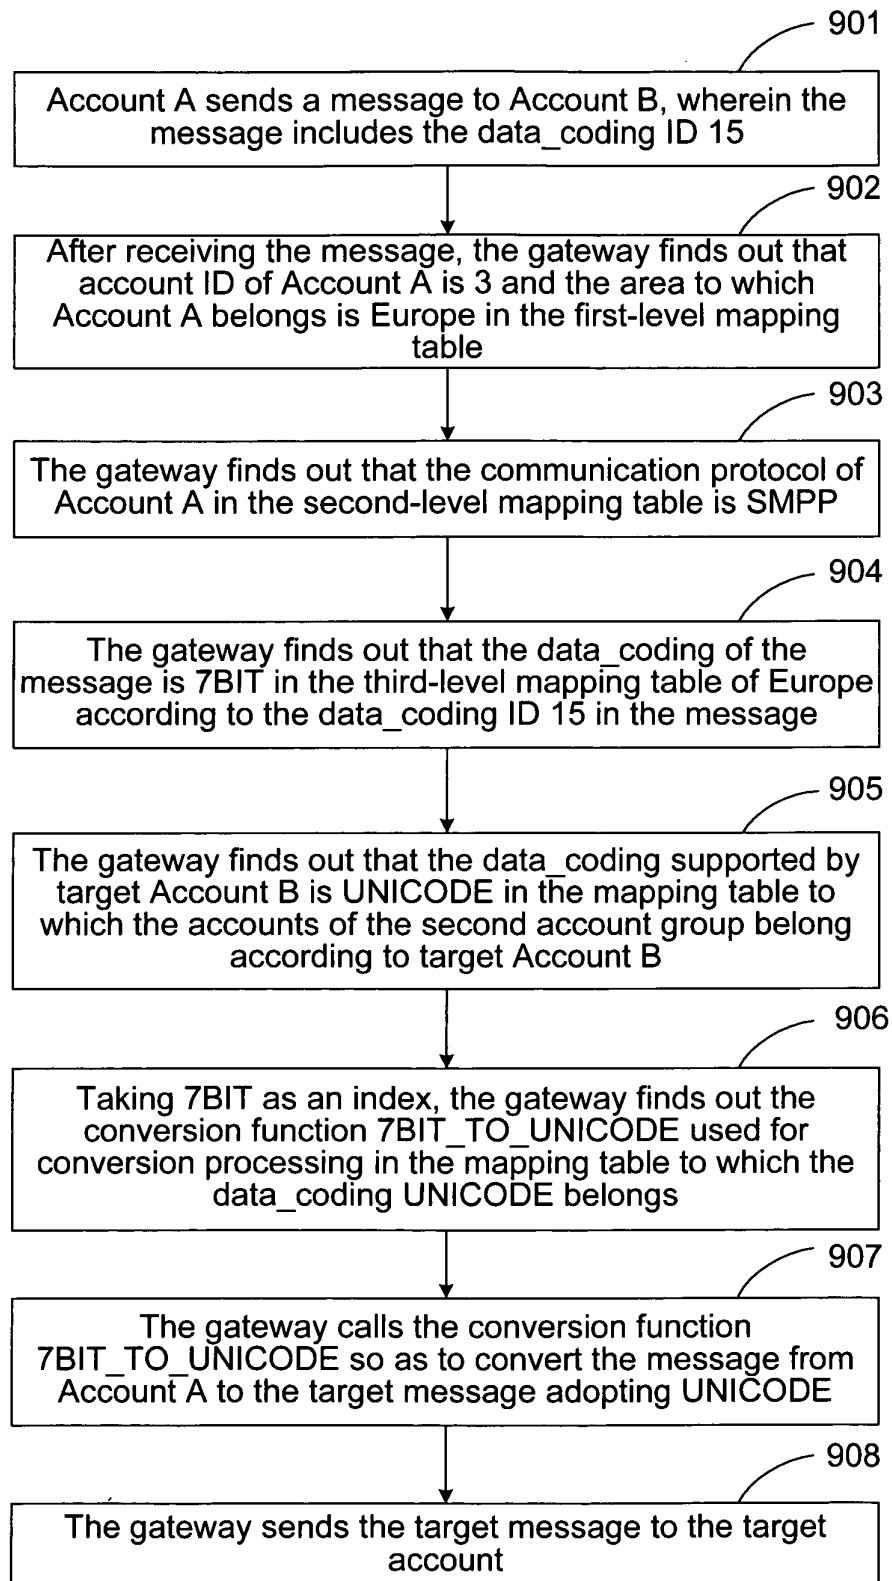 901
Account A sends a message to Account B, wherein the
message includes the data_coding ID 15
902
After receiving the message, the gateway finds out that
account ID of Account A is 3 and the area to which
Account A belongs is Europe in the first-level mapping
table
903
The gateway finds out that the communication protocol of
Account A in the second-level mapping table is SMPP
904
The gateway finds out that the data_coding of the
message is 7BIT in the third-level mapping table of Europe
according to the data_coding ID 15 in the message
905
The gateway finds out that the data_coding supported by
target Account B is UNICODE in the mapping table to
which the accounts of the second account group belong
according to target Account B
906
Taking 7BIT as an index, the gateway finds out the
conversion function 7BIT_TO_UNICODE used for
conversion processing in the mapping table to which the
data_coding UNICODE belongs
907
The gateway calls the conversion function
7BIT_TO_UNICODE so as to convert the message from
Account A to the target message adopting UNICODE
908
The gateway sends the target message to the target
account